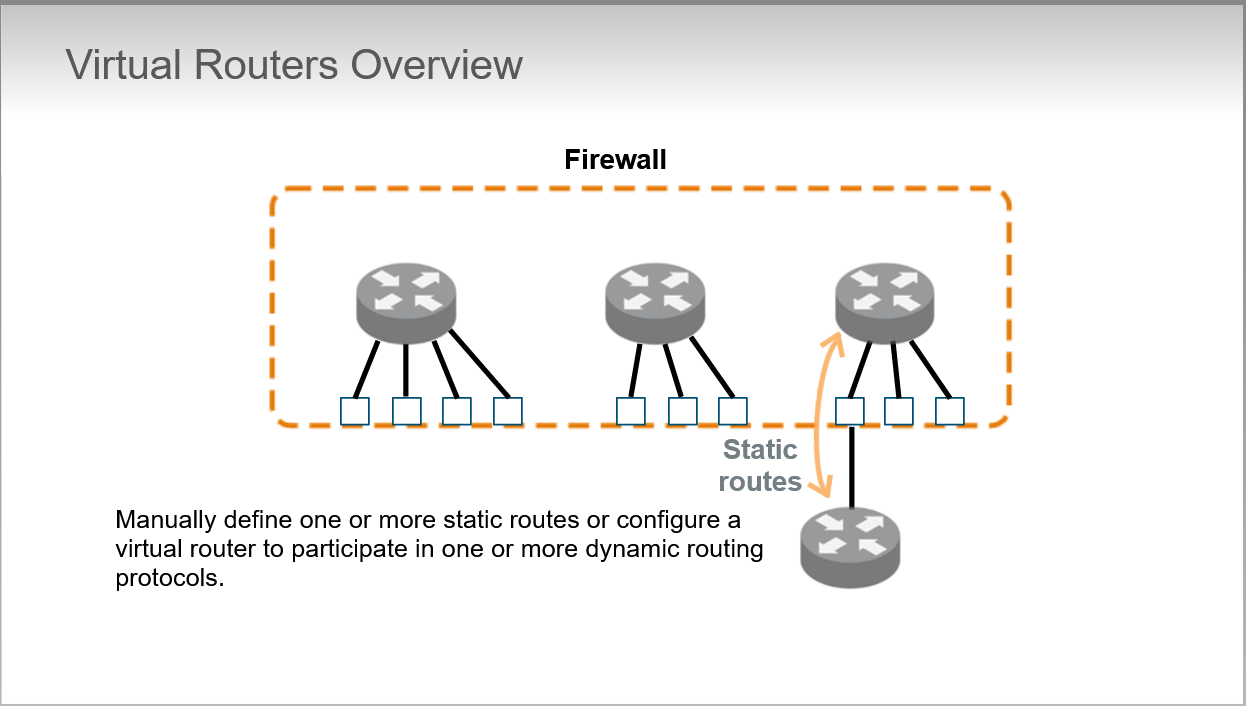 Virtual Routers Overview
Firewall
Static
routes
Manually define one or more static routes or configure a
virtual router to participate in one or more dynamic routing
protocols.